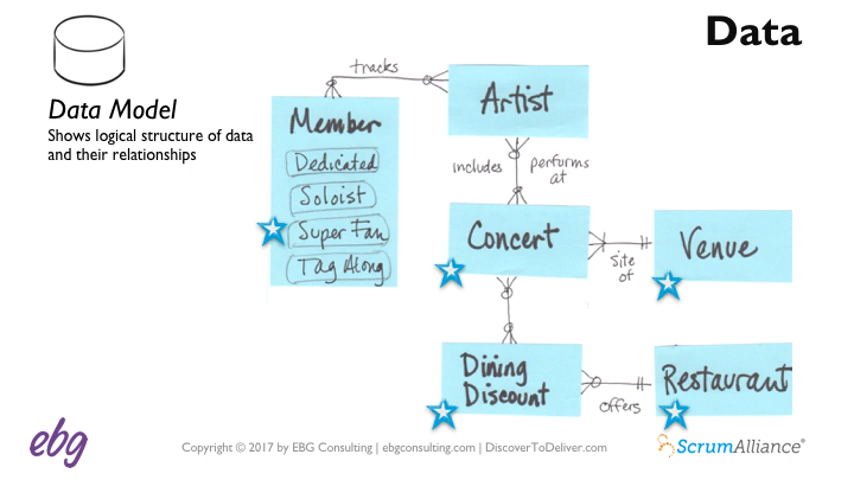 Data
Data Model
Shows logical structure of data
and their relationships
tracks
Member
Dedicated
Soloist
Super Fan
Tag Along
Artist
includes
performs
at
Concert
site
of
Venue
Dining
Discount
offers
Restaurant
ebg
Copyright © 2017 by EBG Consulting | ebgconsulting.com | DiscoverToDeliver.com
ScrumAlliance®